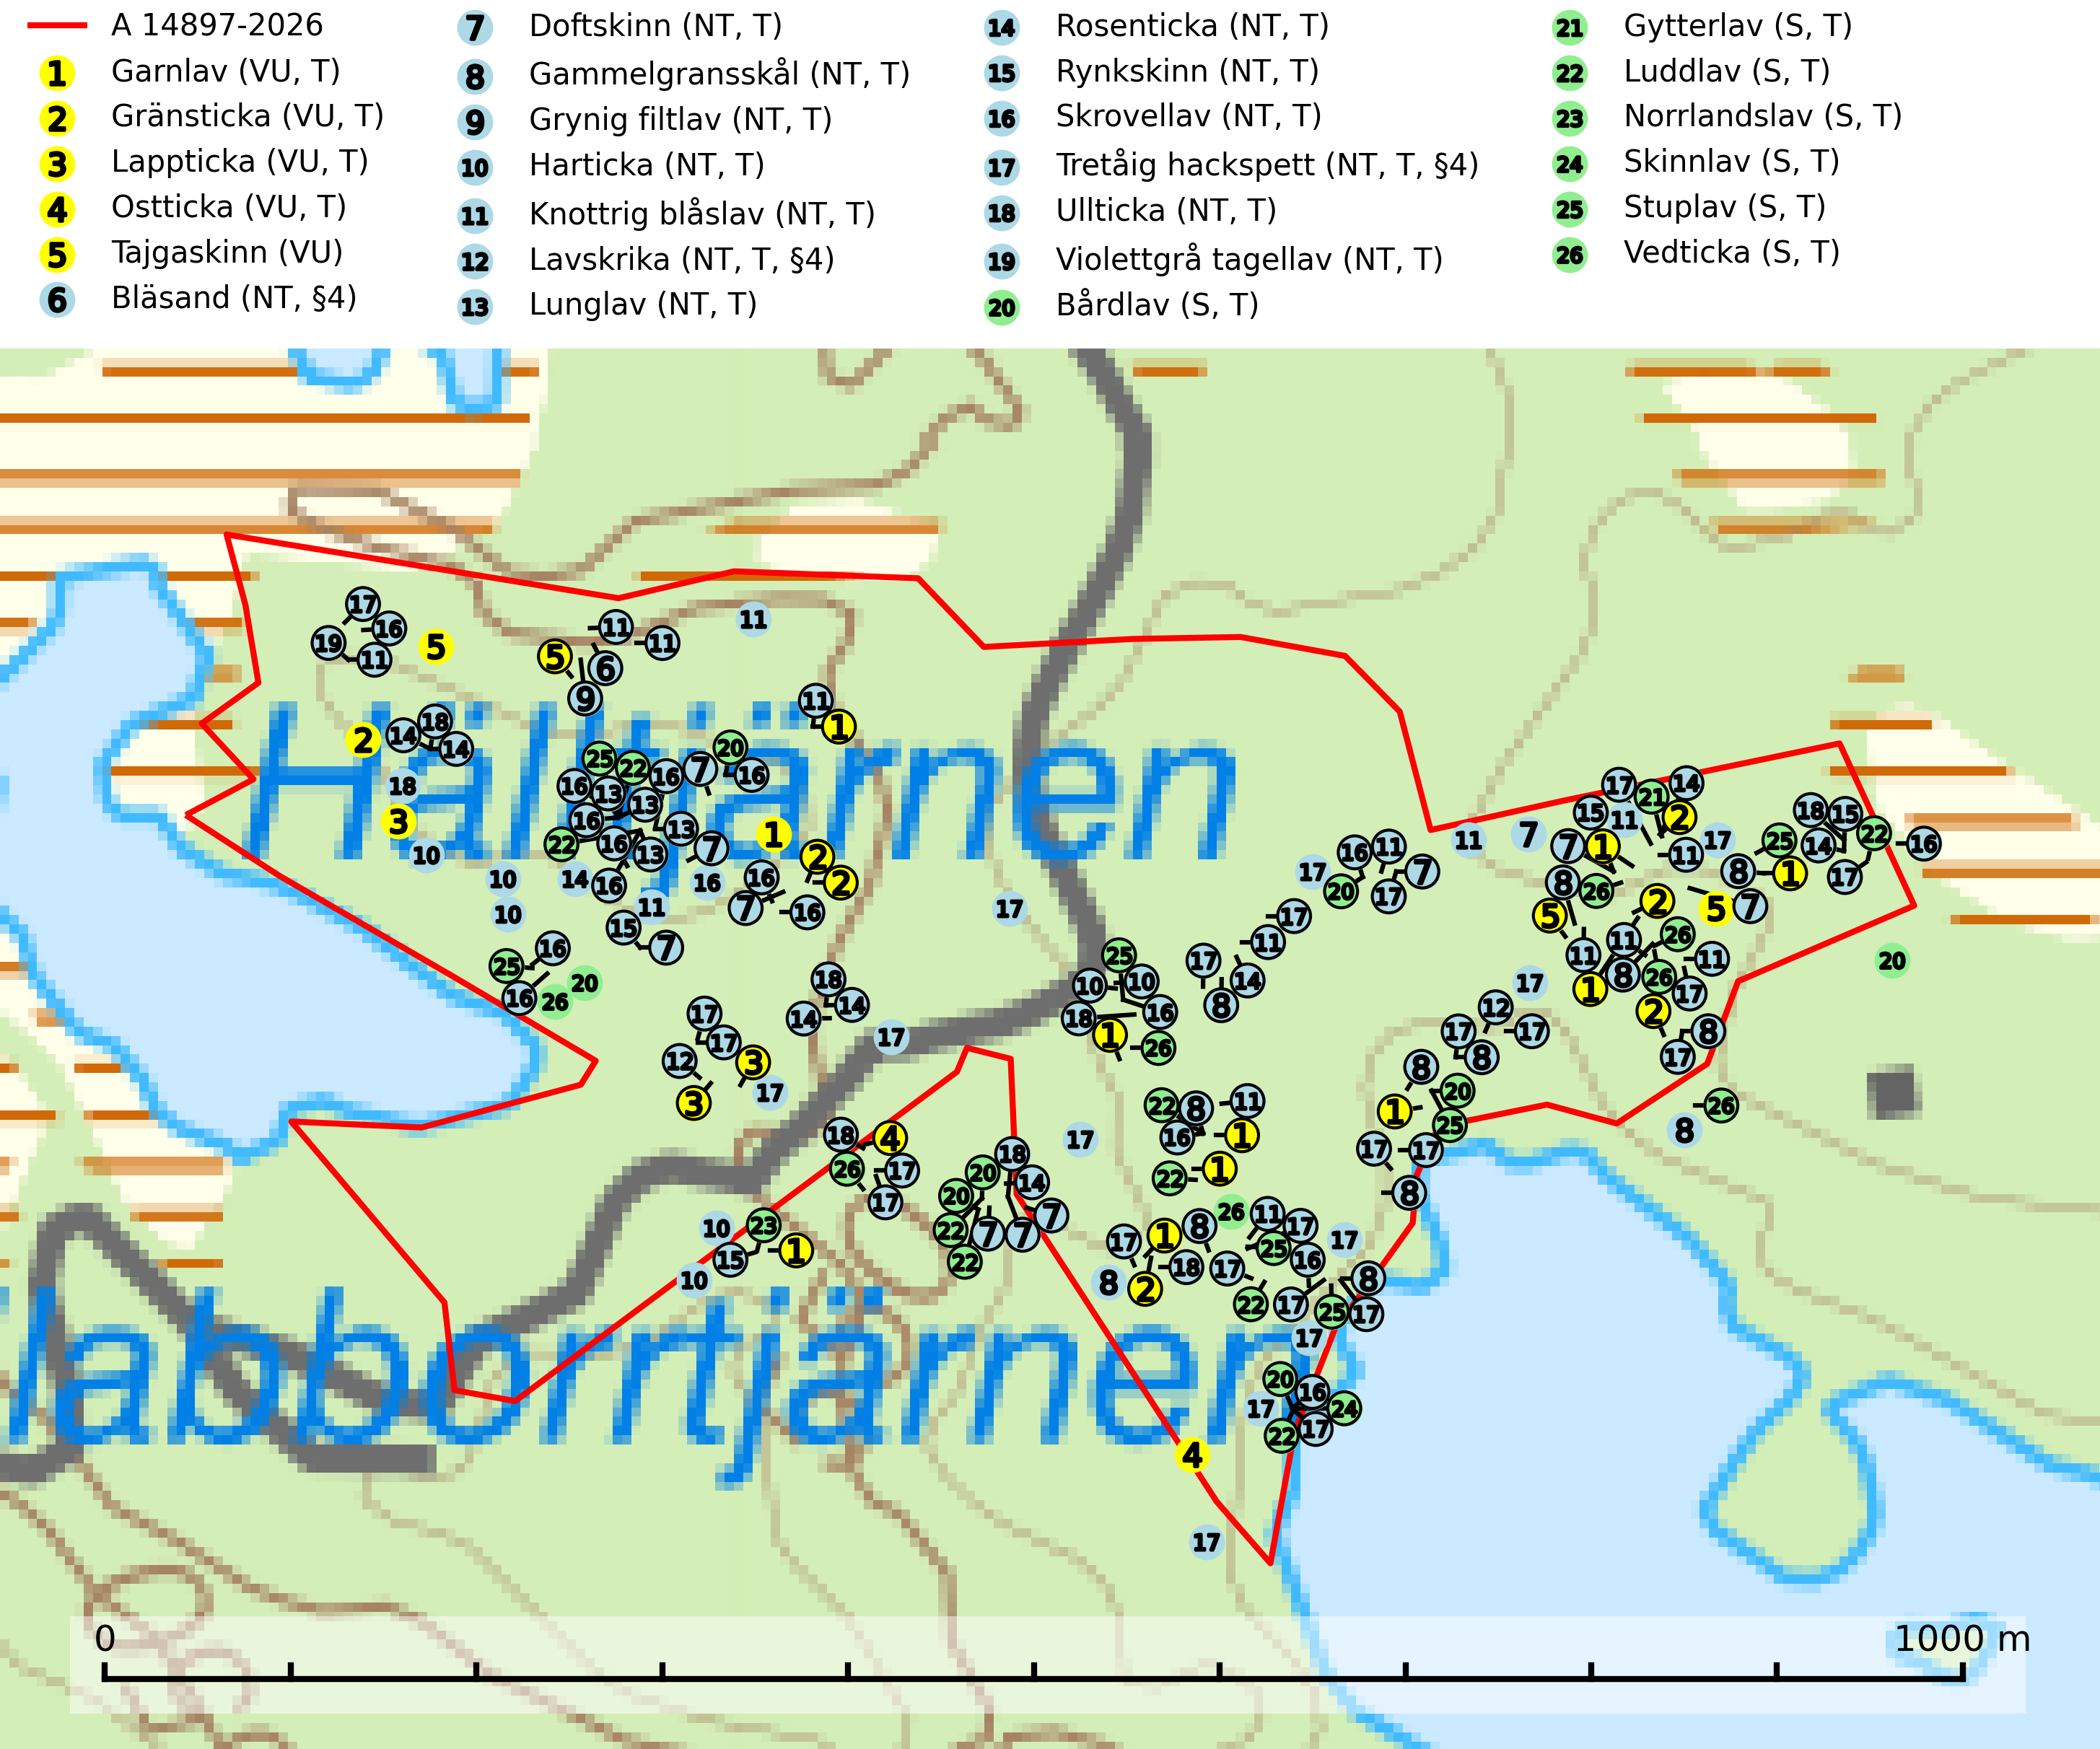 A 14897-2026
1 Garnlav (VU, T)
2 Gränsticka (VU, T)
3 Lappticka (VU, T)
4 Ostticka (VU, T)
5 Tajgaskinn (VU)
6 Bläsand (NT, §4)
7 Doftskinn (NT, T)
8 Gammelgransskål (NT, T)
9 Grynig filtlav (NT, T)
10 Harticka (NT, T)
11 Knottrig blåslav (NT, T)
12 Lavskrika (NT, T, §4)
13 Lunglav (NT, T)
14 Rosenticka (NT, T)
15 Rynkskinn (NT, T)
16 Skrovellav (NT, T)
17 Tretåig hackspett (NT, T, §4)
18 Ullticka (NT, T)
19 Violettgrå tagellav (NT, T)
20 Bårdlav (S, T)
21 Gytterlav (S, T)
22 Luddlav (S, T)
23 Norrlandslav (S, T)
24 Skinnlav (S, T)
25 Stuplav (S, T)
26 Vedticka (S, T)
Hältjärnen
labborrtjärnen
0 1000 m